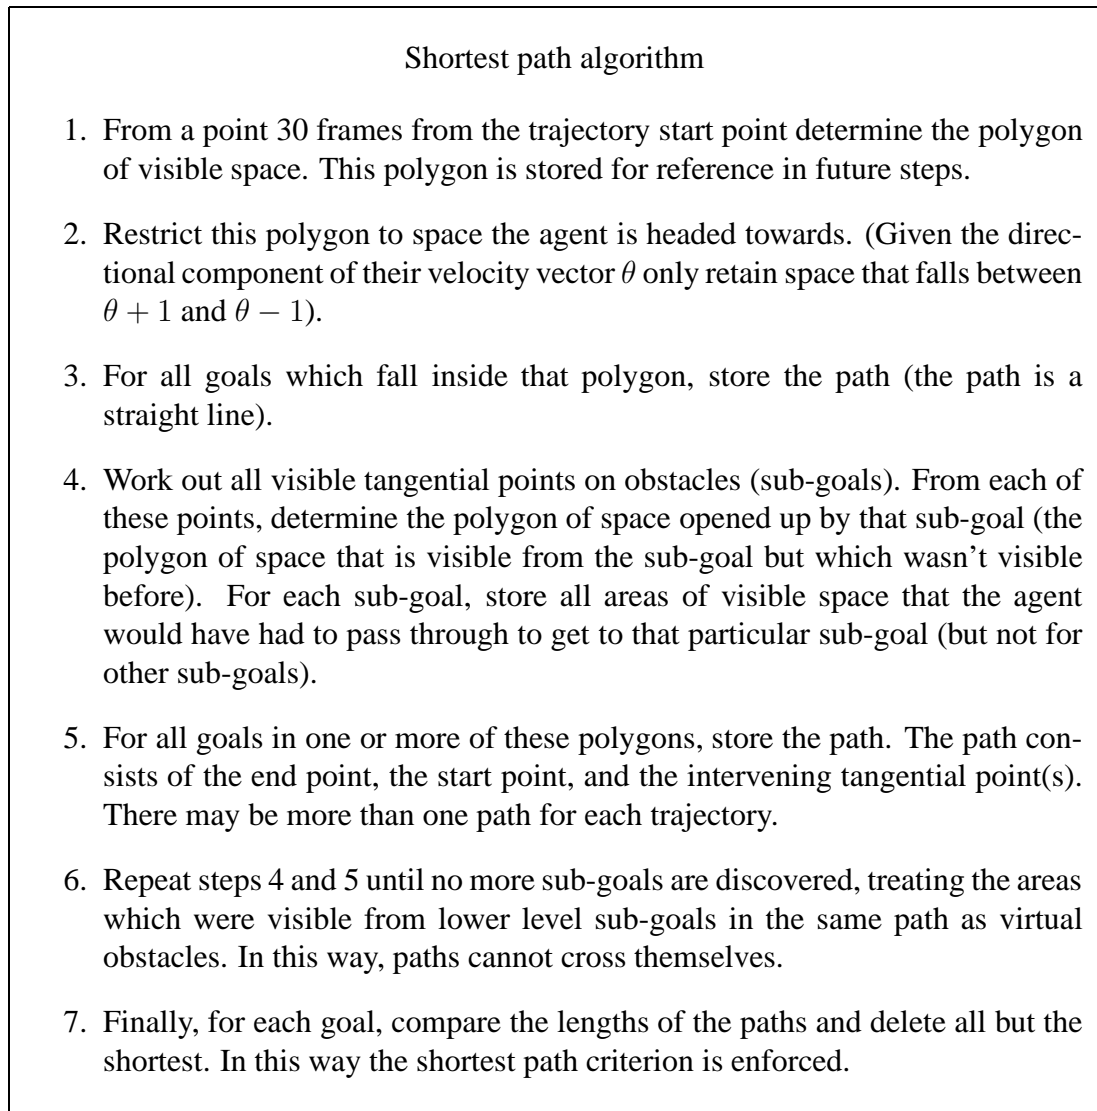 Shortest path algorithm
1. From a point 30 frames from the trajectory start point determine the polygon
of visible space. This polygon is stored for reference in future steps.
2. Restrict this polygon to space the agent is headed towards. (Given the direc-
tional component of their velocity vector θ only retain space that falls between
θ + 1 and θ − 1).
3. For all goals which fall inside that polygon, store the path (the path is a
straight line).
4. Work out all visible tangential points on obstacles (sub-goals). From each of
these points, determine the polygon of space opened up by that sub-goal (the
polygon of space that is visible from the sub-goal but which wasn't visible
before). For each sub-goal, store all areas of visible space that the agent
would have had to pass through to get to that particular sub-goal (but not for
other sub-goals).
5. For all goals in one or more of these polygons, store the path. The path con-
sists of the end point, the start point, and the intervening tangential point(s).
There may be more than one path for each trajectory.
6. Repeat steps 4 and 5 until no more sub-goals are discovered, treating the areas
which were visible from lower level sub-goals in the same path as virtual
obstacles. In this way, paths cannot cross themselves.
7. Finally, for each goal, compare the lengths of the paths and delete all but the
shortest. In this way the shortest path criterion is enforced.